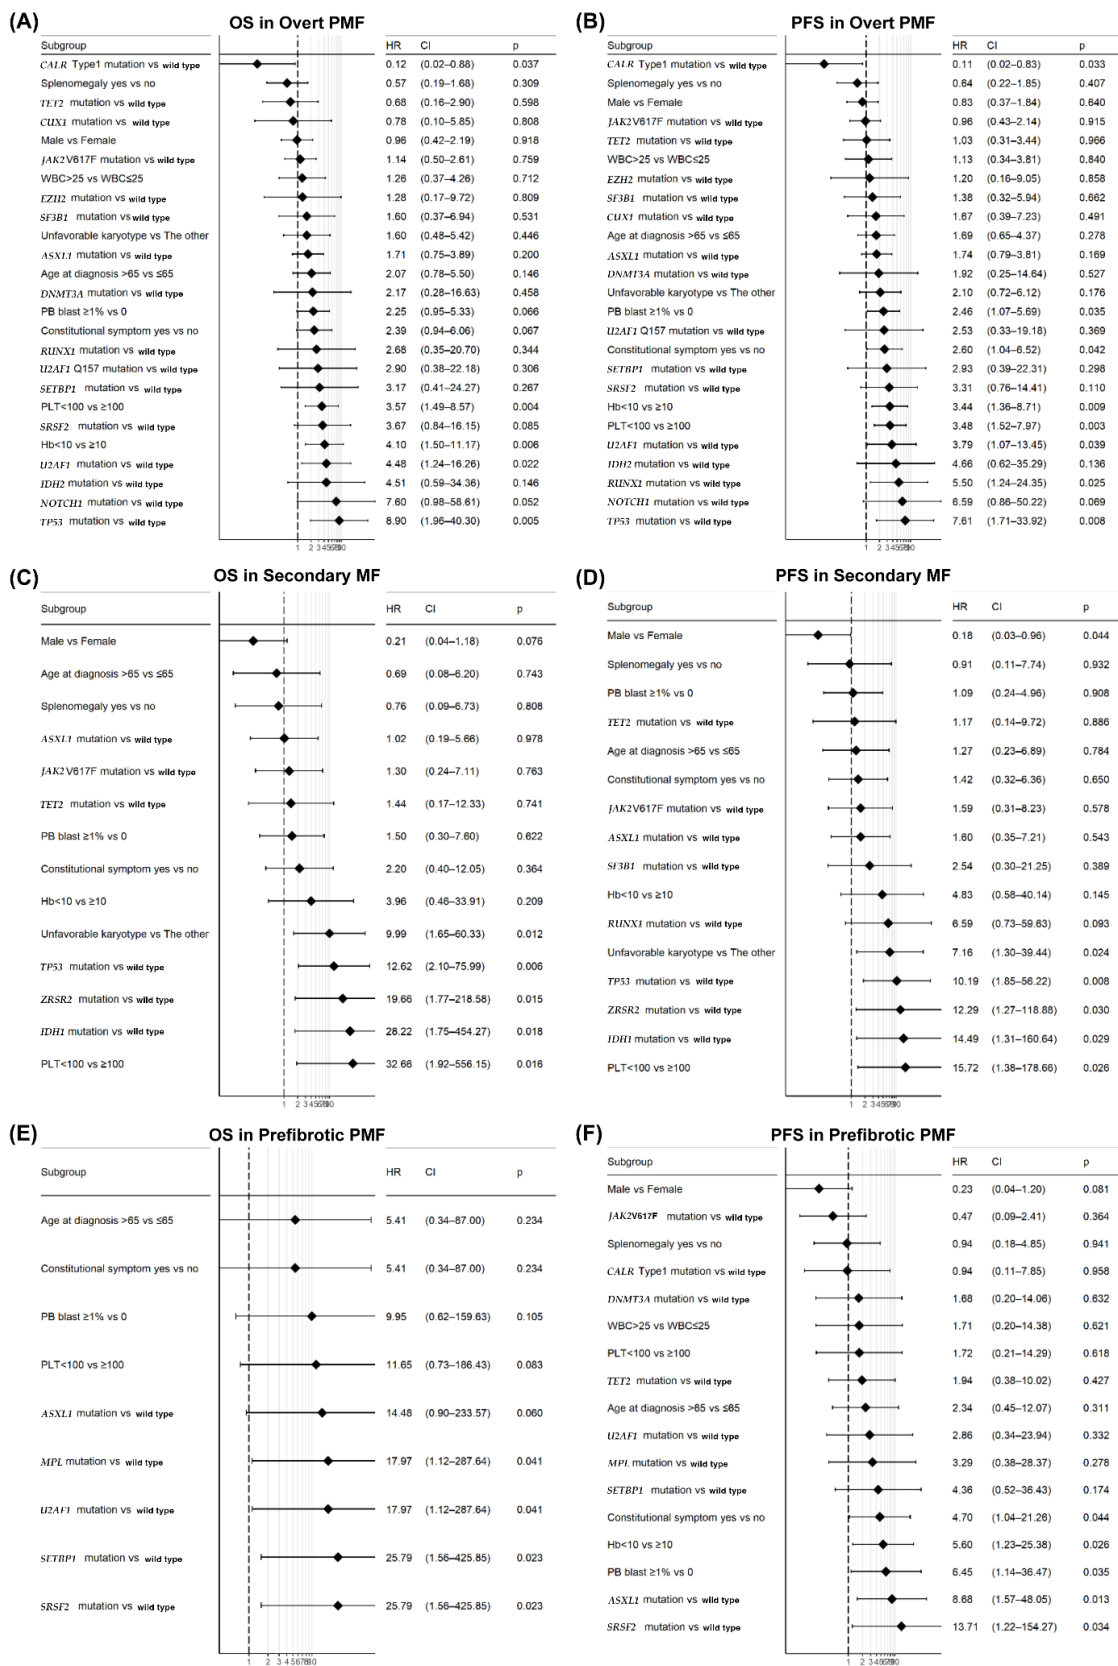 (A) OS in Overt PMF
Subgroup HR CI p
CALR Type1 mutation vs wild type 0.12 (0.02–0.88) 0.037
Splenomegaly yes vs no 0.57 (0.19–1.68) 0.309
TET2 mutation vs wild type 0.68 (0.16–2.90) 0.598
CUX1 mutation vs wild type 0.78 (0.10–5.85) 0.808
Male vs Female 0.96 (0.42–2.19) 0.918
JAK2V617F mutation vs wild type 1.14 (0.50–2.61) 0.759
WBC>25 vs WBC≤25 1.26 (0.37–4.26) 0.712
EZH2 mutation vs wild type 1.28 (0.17–9.72) 0.809
SF3B1 mutation vs wild type 1.60 (0.37–6.94) 0.531
Unfavorable karyotype vs The other 1.60 (0.48–5.42) 0.446
ASXL1 mutation vs wild type 1.71 (0.75–3.89) 0.200
Age at diagnosis >65 vs ≤65 2.07 (0.78–5.50) 0.146
DNMT3A mutation vs wild type 2.17 (0.28–16.63) 0.458
PB blast ≥1% vs 0 2.25 (0.95–5.33) 0.066
Constitutional symptom yes vs no 2.39 (0.94–6.06) 0.067
RUNX1 mutation vs wild type 2.68 (0.35–20.70) 0.344
U2AF1 Q157 mutation vs wild type 2.90 (0.38–22.18) 0.306
SETBP1 mutation vs wild type 3.17 (0.41–24.27) 0.267
PLT<100 vs ≥100 3.57 (1.49–8.57) 0.004
SRSF2 mutation vs wild type 3.67 (0.84–16.15) 0.085
Hb<10 vs ≥10 4.10 (1.50–11.17) 0.006
U2AF1 mutation vs wild type 4.48 (1.24–16.26) 0.022
IDH2 mutation vs wild type 4.51 (0.59–34.36) 0.146
NOTCH1 mutation vs wild type 7.60 (0.98–58.61) 0.052
TP53 mutation vs wild type 8.90 (1.96–40.30) 0.005
1 2 3 4 5 6 7 8 9 10
(B) PFS in Overt PMF
Subgroup HR CI p
CALR Type1 mutation vs wild type 0.11 (0.02–0.83) 0.033
Splenomegaly yes vs no 0.64 (0.22–1.85) 0.407
Male vs Female 0.83 (0.37–1.84) 0.640
JAK2V617F mutation vs wild type 0.96 (0.43–2.14) 0.915
TET2 mutation vs wild type 1.03 (0.31–3.44) 0.966
WBC>25 vs WBC≤25 1.13 (0.34–3.81) 0.840
EZH2 mutation vs wild type 1.20 (0.16–9.05) 0.858
SF3B1 mutation vs wild type 1.38 (0.32–5.94) 0.662
CUX1 mutation vs wild type 1.67 (0.39–7.23) 0.491
Age at diagnosis >65 vs ≤65 1.69 (0.65–4.37) 0.278
ASXL1 mutation vs wild type 1.74 (0.79–3.81) 0.169
DNMT3A mutation vs wild type 1.92 (0.25–14.64) 0.527
Unfavorable karyotype vs The other 2.10 (0.72–6.12) 0.176
PB blast ≥1% vs 0 2.46 (1.07–5.69) 0.035
U2AF1 Q157 mutation vs wild type 2.53 (0.33–19.18) 0.369
Constitutional symptom yes vs no 2.60 (1.04–6.52) 0.042
SETBP1 mutation vs wild type 2.93 (0.39–22.31) 0.298
SRSF2 mutation vs wild type 3.31 (0.76–14.41) 0.110
Hb<10 vs ≥10 3.44 (1.36–8.71) 0.009
PLT<100 vs ≥100 3.48 (1.52–7.97) 0.003
U2AF1 mutation vs wild type 3.79 (1.07–13.45) 0.039
IDH2 mutation vs wild type 4.66 (0.62–35.29) 0.136
RUNX1 mutation vs wild type 5.50 (1.24–24.35) 0.025
NOTCH1 mutation vs wild type 6.59 (0.86–50.22) 0.069
TP53 mutation vs wild type 7.61 (1.71–33.92) 0.008
1 2 3 4 5 6 7 8 9 10
(C) OS in Secondary MF
Subgroup HR CI p
Male vs Female 0.21 (0.04–1.18) 0.076
Age at diagnosis >65 vs ≤65 0.69 (0.08–6.20) 0.743
Splenomegaly yes vs no 0.76 (0.09–6.73) 0.808
ASXL1 mutation vs wild type 1.02 (0.19–5.66) 0.978
JAK2V617F mutation vs wild type 1.30 (0.24–7.11) 0.763
TET2 mutation vs wild type 1.44 (0.17–12.33) 0.741
PB blast ≥1% vs 0 1.50 (0.30–7.60) 0.622
Constitutional symptom yes vs no 2.20 (0.40–12.05) 0.364
Hb<10 vs ≥10 3.96 (0.46–33.91) 0.209
Unfavorable karyotype vs The other 9.99 (1.65–60.33) 0.012
TP53 mutation vs wild type 12.62 (2.10–75.99) 0.006
ZRSR2 mutation vs wild type 19.66 (1.77–218.58) 0.015
IDH1 mutation vs wild type 28.22 (1.75–454.27) 0.018
PLT<100 vs ≥100 32.66 (1.92–556.15) 0.016
1 2 3 4 5 6 7 8 9 10
(D) PFS in Secondary MF
Subgroup HR CI p
Male vs Female 0.18 (0.03–0.96) 0.044
Splenomegaly yes vs no 0.91 (0.11–7.74) 0.932
PB blast ≥1% vs 0 1.09 (0.24–4.96) 0.908
TET2 mutation vs wild type 1.17 (0.14–9.72) 0.886
Age at diagnosis >65 vs ≤65 1.27 (0.23–6.89) 0.784
Constitutional symptom yes vs no 1.42 (0.32–6.36) 0.650
JAK2V617F mutation vs wild type 1.59 (0.31–8.23) 0.578
ASXL1 mutation vs wild type 1.60 (0.35–7.21) 0.543
SF3B1 mutation vs wild type 2.54 (0.30–21.25) 0.389
Hb<10 vs ≥10 4.83 (0.58–40.14) 0.145
RUNX1 mutation vs wild type 6.59 (0.73–59.63) 0.093
Unfavorable karyotype vs The other 7.16 (1.30–39.44) 0.024
TP53 mutation vs wild type 10.19 (1.85–56.22) 0.008
ZRSR2 mutation vs wild type 12.29 (1.27–118.88) 0.030
IDH1 mutation vs wild type 14.49 (1.31–160.64) 0.029
PLT<100 vs ≥100 15.72 (1.38–178.66) 0.026
1 2 3 4 5 6 7 8 9 10
(E) OS in Prefibrotic PMF
Subgroup HR CI p
Age at diagnosis >65 vs ≤65 5.41 (0.34–87.00) 0.234
Constitutional symptom yes vs no 5.41 (0.34–87.00) 0.234
PB blast ≥1% vs 0 9.95 (0.62–159.63) 0.105
PLT<100 vs ≥100 11.65 (0.73–186.43) 0.083
ASXL1 mutation vs wild type 14.48 (0.90–233.57) 0.060
MPL mutation vs wild type 17.97 (1.12–287.64) 0.041
U2AF1 mutation vs wild type 17.97 (1.12–287.64) 0.041
SETBP1 mutation vs wild type 25.79 (1.56–425.85) 0.023
SRSF2 mutation vs wild type 25.79 (1.56–425.85) 0.023
1 2 3 4 5 6 7 8 9 10
(F) PFS in Prefibrotic PMF
Subgroup HR CI p
Male vs Female 0.23 (0.04–1.20) 0.081
JAK2V617F mutation vs wild type 0.47 (0.09–2.41) 0.364
Splenomegaly yes vs no 0.94 (0.18–4.85) 0.941
CALR Type1 mutation vs wild type 0.94 (0.11–7.85) 0.958
DNMT3A mutation vs wild type 1.68 (0.20–14.06) 0.632
WBC>25 vs WBC≤25 1.71 (0.20–14.38) 0.621
PLT<100 vs ≥100 1.72 (0.21–14.29) 0.618
TET2 mutation vs wild type 1.94 (0.38–10.02) 0.427
Age at diagnosis >65 vs ≤65 2.34 (0.45–12.07) 0.311
U2AF1 mutation vs wild type 2.86 (0.34–23.94) 0.332
MPL mutation vs wild type 3.29 (0.38–28.37) 0.278
SETBP1 mutation vs wild type 4.36 (0.52–36.43) 0.174
Constitutional symptom yes vs no 4.70 (1.04–21.26) 0.044
Hb<10 vs ≥10 5.60 (1.23–25.38) 0.026
PB blast ≥1% vs 0 6.45 (1.14–36.47) 0.035
ASXL1 mutation vs wild type 8.68 (1.57–48.05) 0.013
SRSF2 mutation vs wild type 13.71 (1.22–154.27) 0.034
1 2 3 4 5 6 7 8 9 10